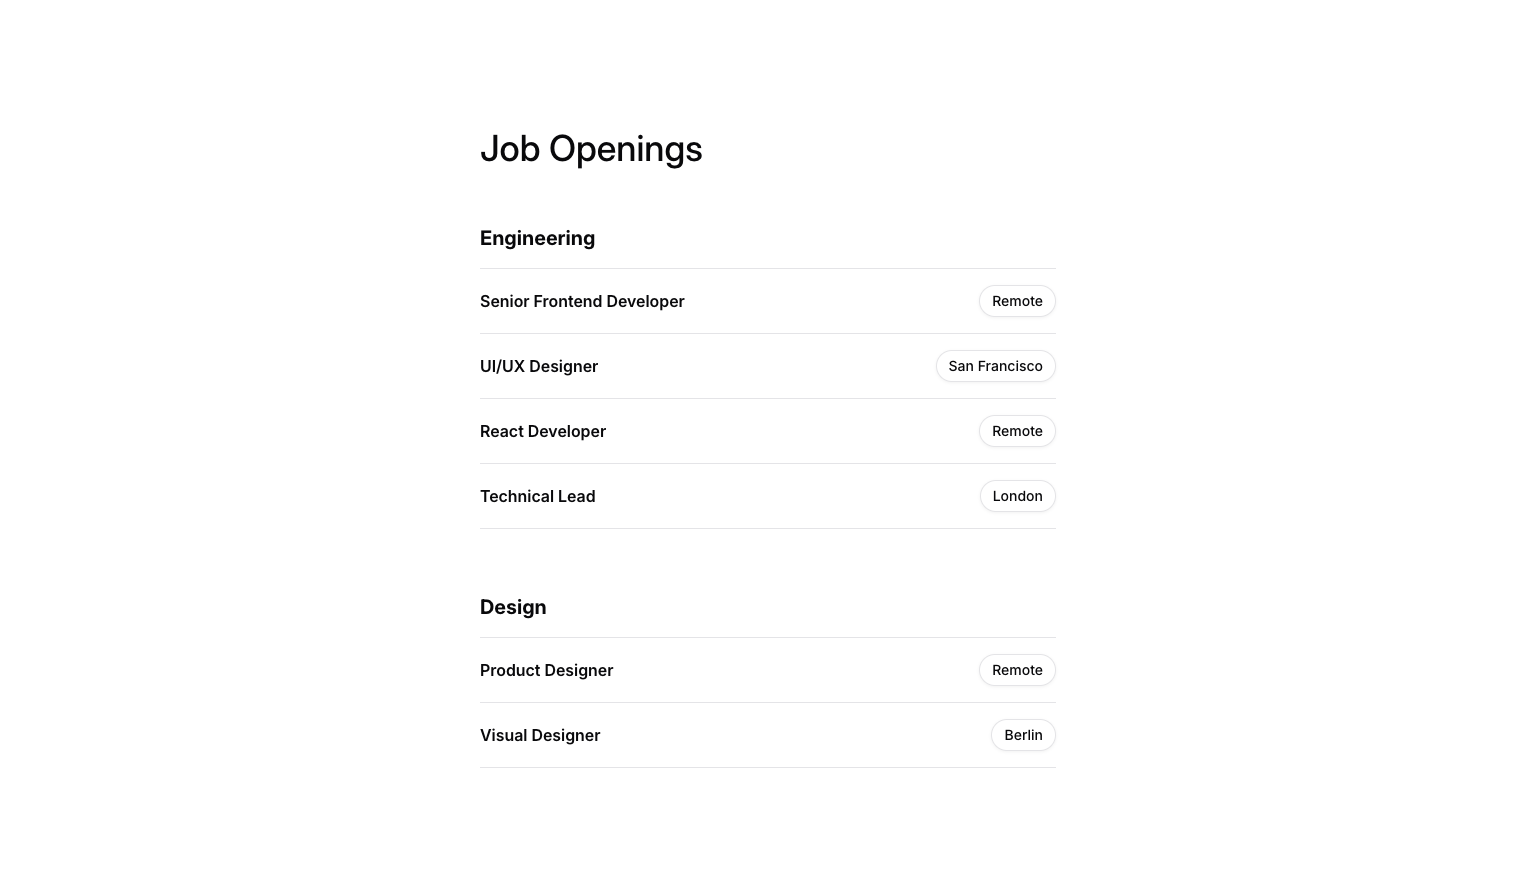 Job Openings
Engineering
Senior Frontend Developer Remote
UI/UX Designer San Francisco
React Developer Remote
Technical Lead London
Design
Product Designer Remote
Visual Designer Berlin